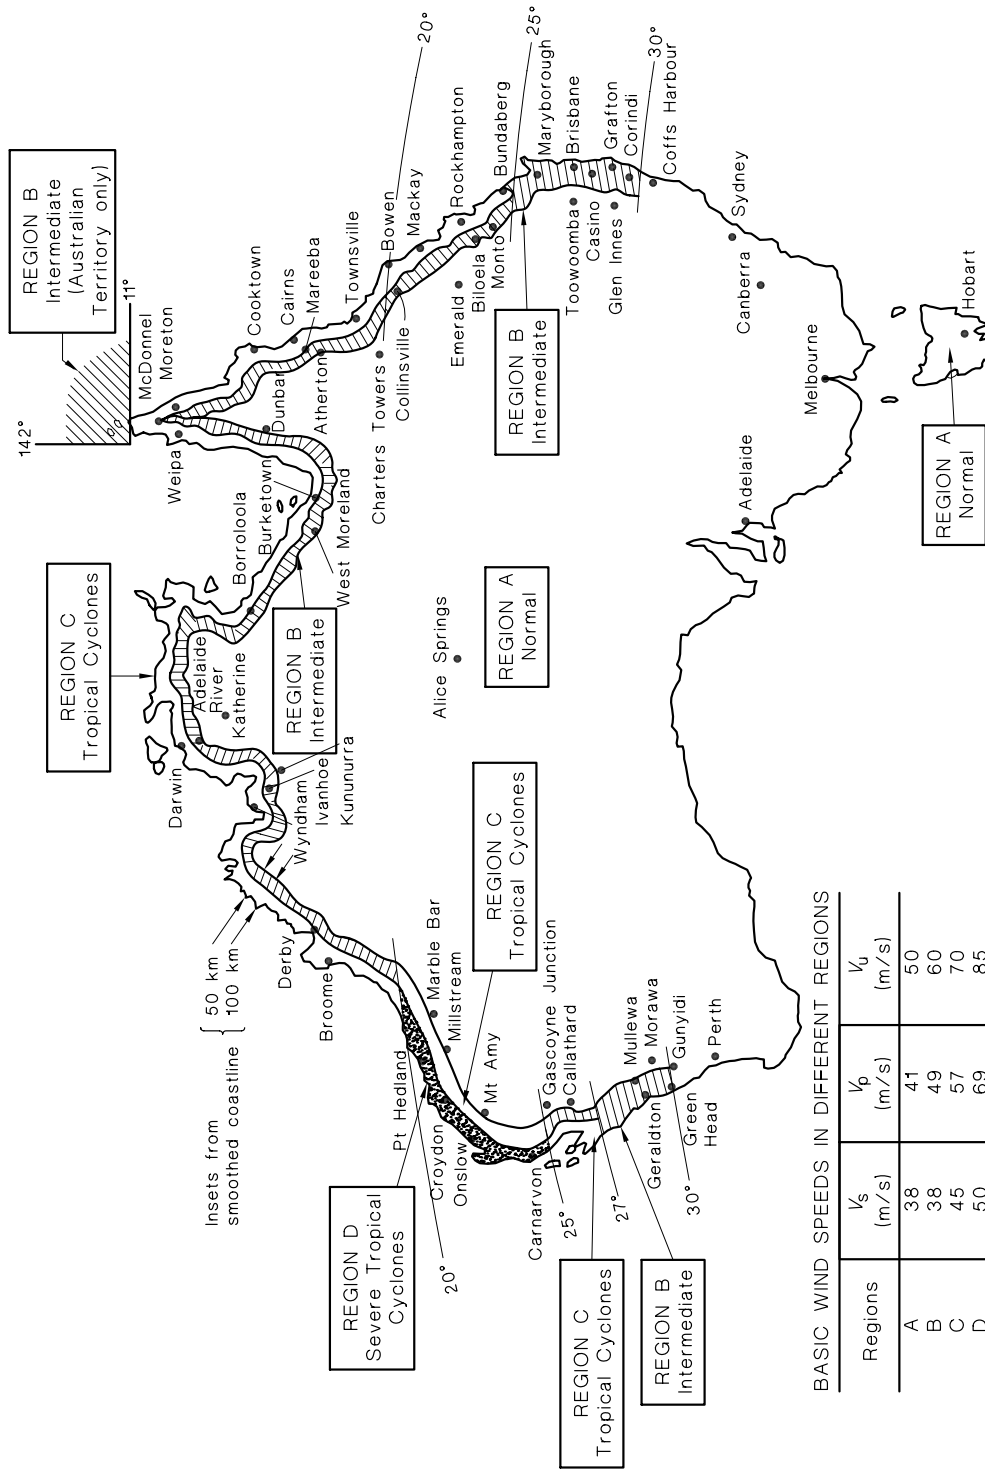 REGION B
Intermediate
(Australian
Territory only)
142°
11°
McDonnel
Moreton
Weipa
Cooktown
Cairns
Mareeba
Dunbar
Atherton
Townsville
Bowen
Mackay
20°
Charters Towers
Collinsville
Rockhampton
Emerald
Biloela
Monto
Bundaberg
25°
Maryborough
Brisbane
Toowoomba
Casino
Grafton
Glen Innes
Corindi
30°
Coffs Harbour
REGION B
Intermediate
Sydney
Canberra
Melbourne
Hobart
REGION A
Normal
Adelaide
REGION C
Tropical Cyclones
Borroloola
Burketown
West Moreland
REGION B
Intermediate
Adelaide
River
Katherine
Darwin
Wyndham
Ivanhoe
Kununurra
Alice Springs
REGION A
Normal
Insets from
smoothed coastline
50 km
100 km
Derby
Broome
REGION C
Tropical Cyclones
Marble Bar
Millstream
Mt Amy
Pt Hedland
Croydon
Onslow
REGION D
Severe Tropical
Cyclones
20°
Gascoyne Junction
Callathard
Carnarvon
25°
27°
30°
Mullewa
Morawa
Gunyidi
Geraldton
Green
Head
Perth
REGION C
Tropical Cyclones
REGION B
Intermediate
BASIC WIND SPEEDS IN DIFFERENT REGIONS
Regions Vs (m/s) Vp (m/s) Vu (m/s)
A 38 41 50
B 38 49 60
C 45 57 70
D 50 69 85